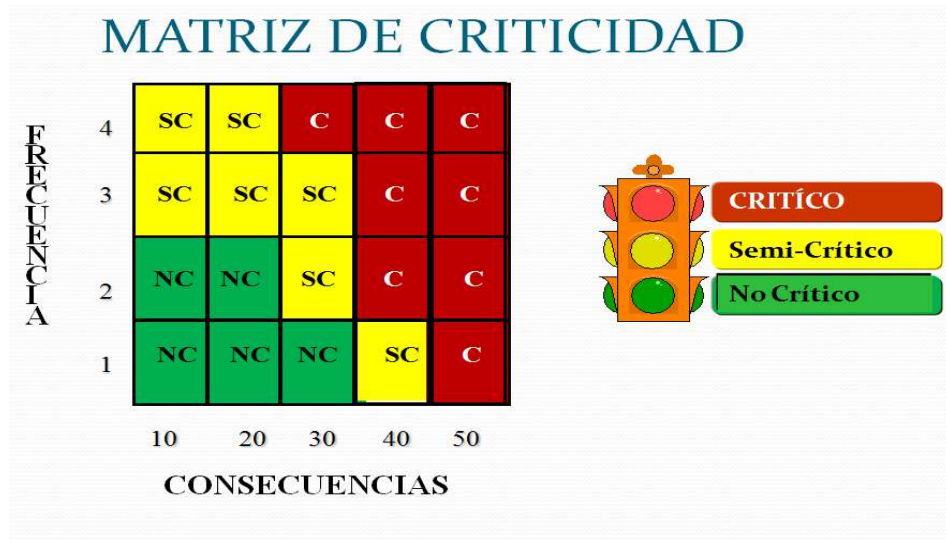 MATRIZ DE CRITICIDAD
FRECUENCIA
4 SC SC C C C
3 SC SC SC C C
2 NC NC SC C C
1 NC NC NC SC C
10 20 30 40 50
CONSECUENCIAS
CRITÍCO
Semi-Crítico
No Crítico